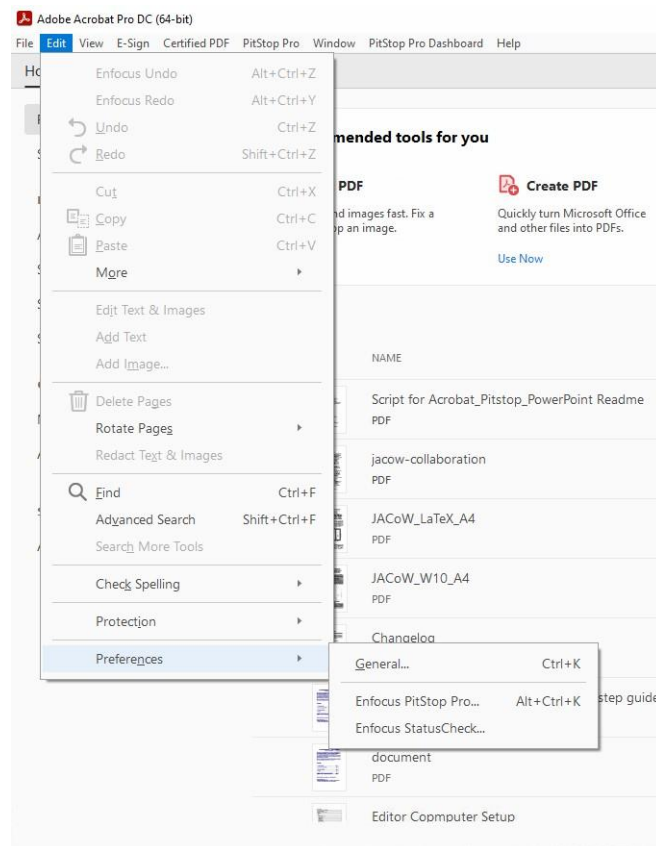 Adobe Acrobat Pro DC (64-bit)
File Edit View E-Sign Certified PDF PitStop Pro Window PitStop Pro Dashboard Help
Enfocus Undo Alt+Ctrl+Z
Enfocus Redo Alt+Ctrl+Y
Undo Ctrl+Z
Redo Shift+Ctrl+Z
Cut Ctrl+X
Copy Ctrl+C
Paste Ctrl+V
More
Edit Text & Images
Add Text
Add Image...
Delete Pages
Rotate Pages
Redact Text & Images
Find Ctrl+F
Advanced Search Shift+Ctrl+F
Search More Tools
Check Spelling
Protection
Preferences
General... Ctrl+K
Enfocus PitStop Pro... Alt+Ctrl+K
Enfocus StatusCheck...
mended tools for you
PDF
nd images fast. Fix a
op an image.
Create PDF
Quickly turn Microsoft Office
and other files into PDFs.
Use Now
NAME
Script for Acrobat_Pitstop_PowerPoint Readme
PDF
jacow-collaboration
PDF
JACoW_LaTeX_A4
PDF
JACoW_W10_A4
PDF
Changelog
step guide
document
PDF
Editor Copmputer Setup